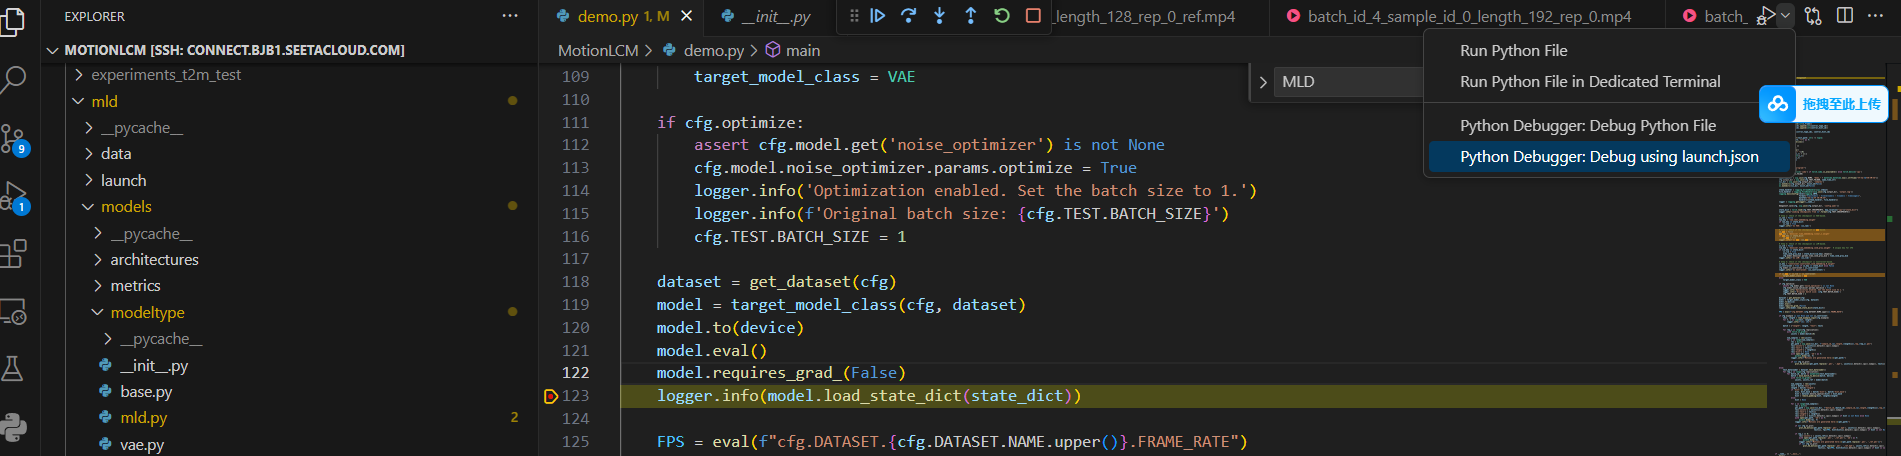 EXPLORER
MOTIONLCM [SSH: CONNECT.BJB1.SEETACLOUD.COM]
experiments_t2m_test
mld
__pycache__
data
launch
models
__pycache__
architectures
metrics
modeltype
__pycache__
__init__.py
base.py
mld.py 2
vae.py
9
1
demo.py 1, M
__init__.py
_length_128_rep_0_ref.mp4
batch_id_4_sample_id_0_length_192_rep_0.mp4
batch_
MotionLCM > demo.py > main
109 target_model_class = VAE
110
111 if cfg.optimize:
112 assert cfg.model.get('noise_optimizer') is not None
113 cfg.model.noise_optimizer.params.optimize = True
114 logger.info('Optimization enabled. Set the batch size to 1.')
115 logger.info(f'Original batch size: {cfg.TEST.BATCH_SIZE}')
116 cfg.TEST.BATCH_SIZE = 1
117
118 dataset = get_dataset(cfg)
119 model = target_model_class(cfg, dataset)
120 model.to(device)
121 model.eval()
122 model.requires_grad_(False)
123 logger.info(model.load_state_dict(state_dict))
124
125 FPS = eval(f"cfg.DATASET.{cfg.DATASET.NAME.upper()}.FRAME_RATE")
MLD
Run Python File
Run Python File in Dedicated Terminal
Python Debugger: Debug Python File
Python Debugger: Debug using launch.json
拖拽至此上传